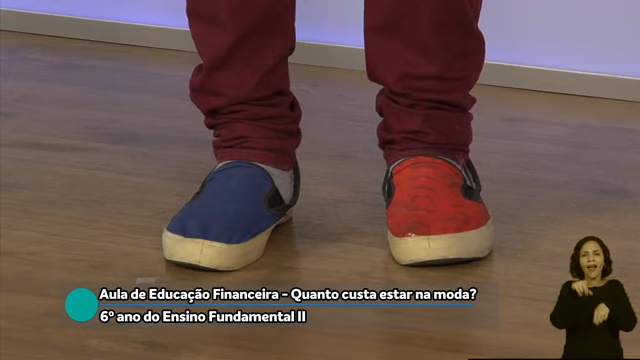 Aula de Educação Financeira - Quanto custa estar na moda?
6º ano do Ensino Fundamental II